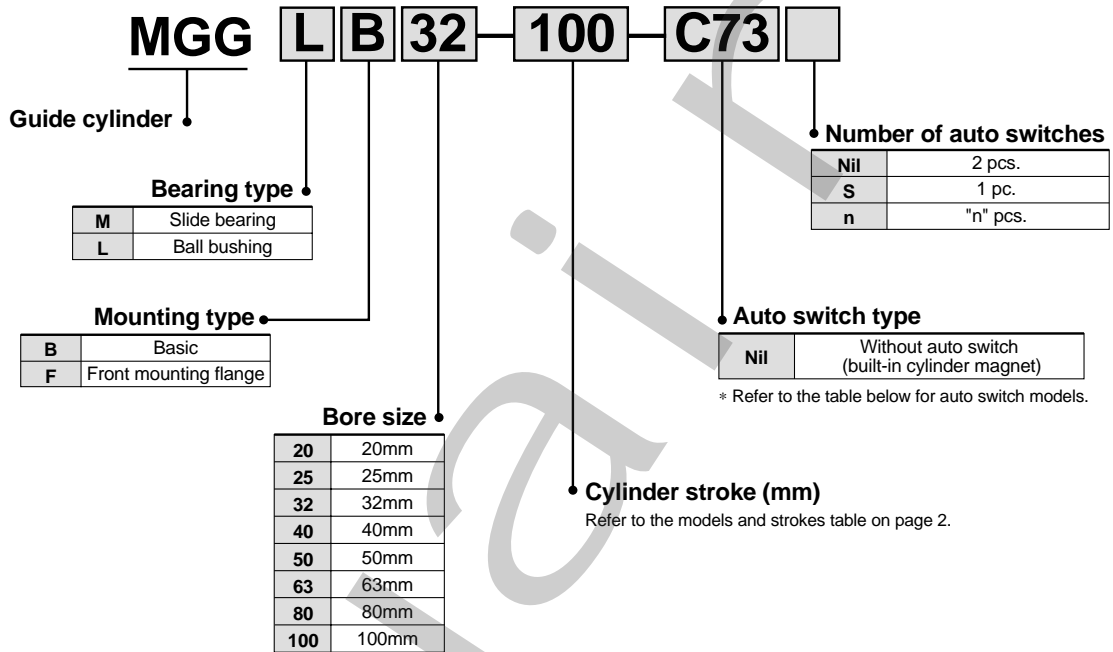 MGG L B 32 — 100 — C73
Guide cylinder
Number of auto switches
Nil 2 pcs.
S 1 pc.
n "n" pcs.
Bearing type
M Slide bearing
L Ball bushing
Mounting type
B Basic
F Front mounting flange
Auto switch type
Nil Without auto switch
(built-in cylinder magnet)
* Refer to the table below for auto switch models.
Bore size
20 20mm
25 25mm
32 32mm
40 40mm
50 50mm
63 63mm
80 80mm
100 100mm
Cylinder stroke (mm)
Refer to the models and strokes table on page 2.